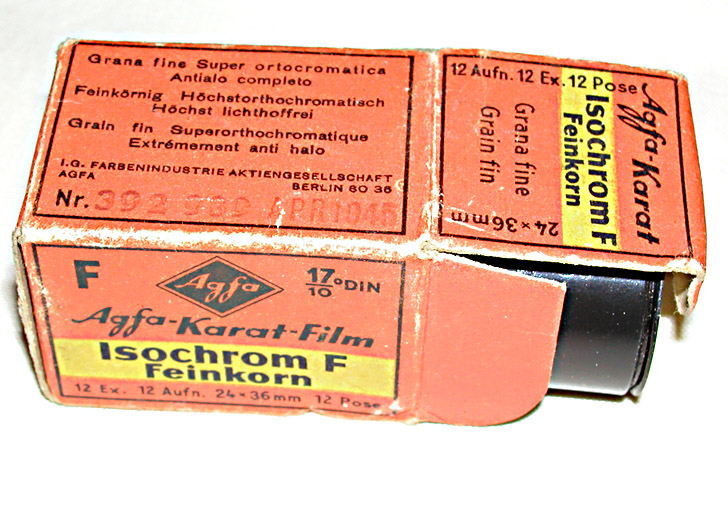 Grana fine Super ortocromatica
Antialo completo
Feinkörnig Höchstorthochromatisch
Höchst lichthoffrei
Grain fin Superorthochromatique
Extrêmement anti halo
I.G. FARBENINDUSTRIE AKTIENGESELLSCHAFT
AGFA BERLIN SO 36
Nr. 392
12 Aufn. 12 Ex. 12 Pose
Agfa-Karat
Isochrom F
Feinkorn
Grana fine
Grain fin
24×36mm
F
Agfa
17/10 °DIN
Agfa-Karat-Film
Isochrom F
Feinkorn
12 Ex. 12 Aufn. 24×36mm 12 Pose